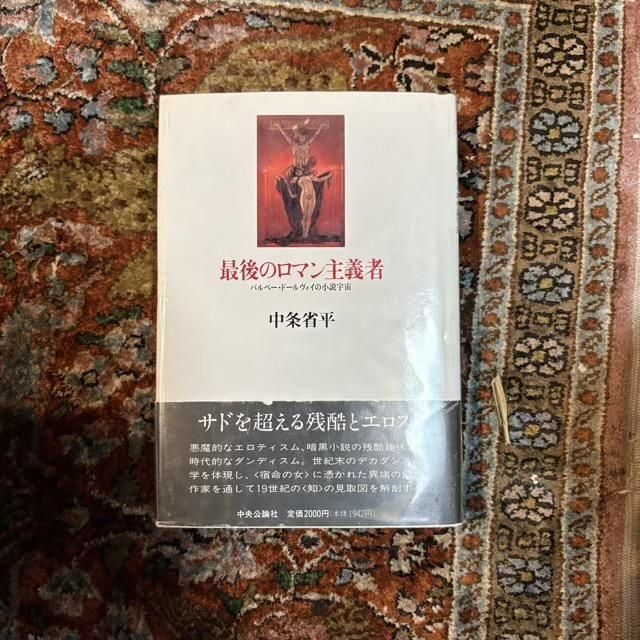 最後のロマン主義者
バルベー・ドールヴィイの小説宇宙
中条省平
サドを超える残酷とエロス
悪魔的なエロティスム、暗黒小説の残酷趣味
時代的なダンディスム。世紀末のデカダンス
学を体現し、〈宿命の女〉に憑かれた異端の
作家を通して19世紀の〈知〉の見取図を解剖す
中央公論社 定価2000円(本体1942円)